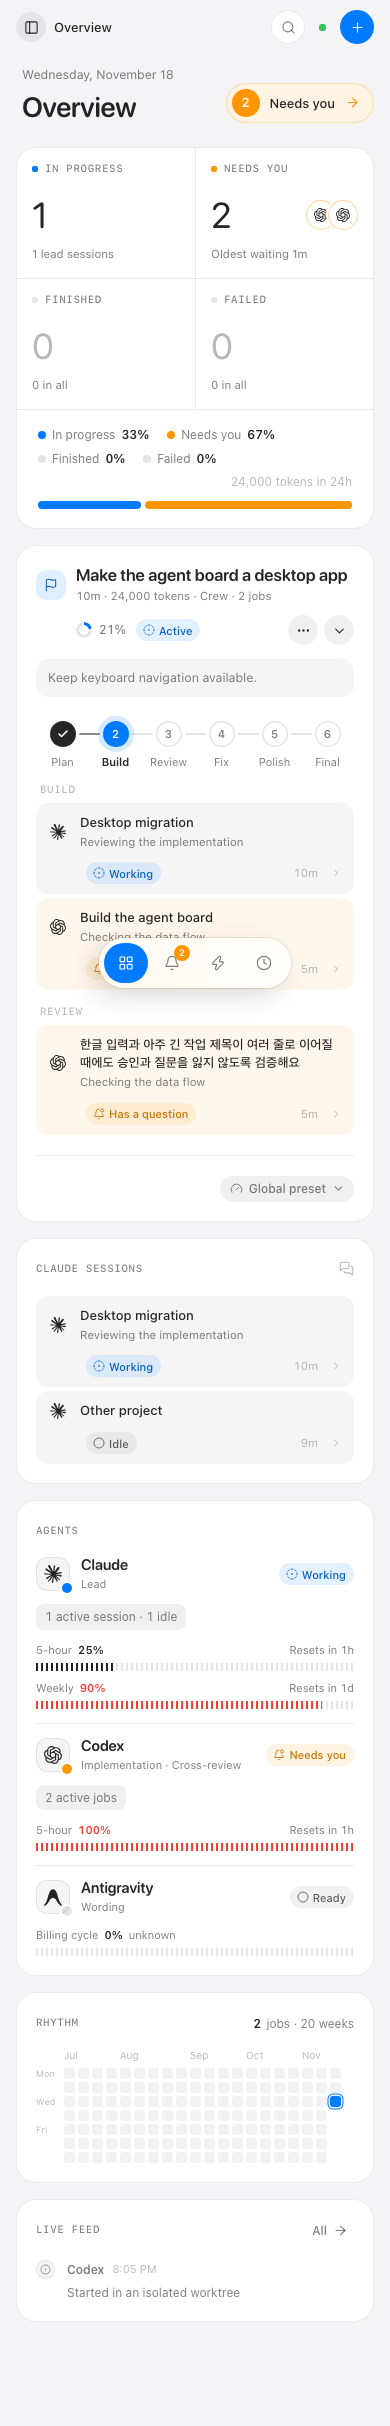 Overview
Wednesday, November 18
Overview
2 Needs you
IN PROGRESS
1
1 lead sessions
NEEDS YOU
2
Oldest waiting 1m
FINISHED
0
0 in all
FAILED
0
0 in all
In progress 33% Needs you 67%
Finished 0% Failed 0%
24,000 tokens in 24h
Make the agent board a desktop app
10m · 24,000 tokens · Crew · 2 jobs
21% Active
Keep keyboard navigation available.
2 3 4 5 6
Plan Build Review Fix Polish Final
BUILD
Desktop migration
Reviewing the implementation
Working 10m
Build the agent board
Checking the data flow
2
5m
REVIEW
한글 입력과 아주 긴 작업 제목이 여러 줄로 이어질
때에도 승인과 질문을 잃지 않도록 검증해요
Checking the data flow
Has a question 5m
Global preset
CLAUDE SESSIONS
Desktop migration
Reviewing the implementation
Working 10m
Other project
Idle 9m
AGENTS
Claude
Lead
Working
1 active session · 1 idle
5-hour 25% Resets in 1h
Weekly 90% Resets in 1d
Codex
Implementation · Cross-review
Needs you
2 active jobs
5-hour 100% Resets in 1h
Antigravity
Wording
Ready
Billing cycle 0% unknown
RHYTHM 2 jobs · 20 weeks
Jul Aug Sep Oct Nov
Mon
Wed
Fri
LIVE FEED All
Codex 8:05 PM
Started in an isolated worktree